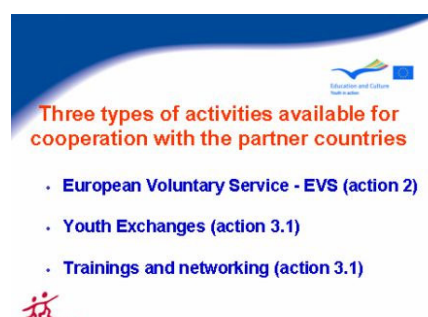 Education and Culture
Youth in action
Three types of activities available for
cooperation with the partner countries
• European Voluntary Service - EVS (action 2)
• Youth Exchanges (action 3.1)
• Trainings and networking (action 3.1)